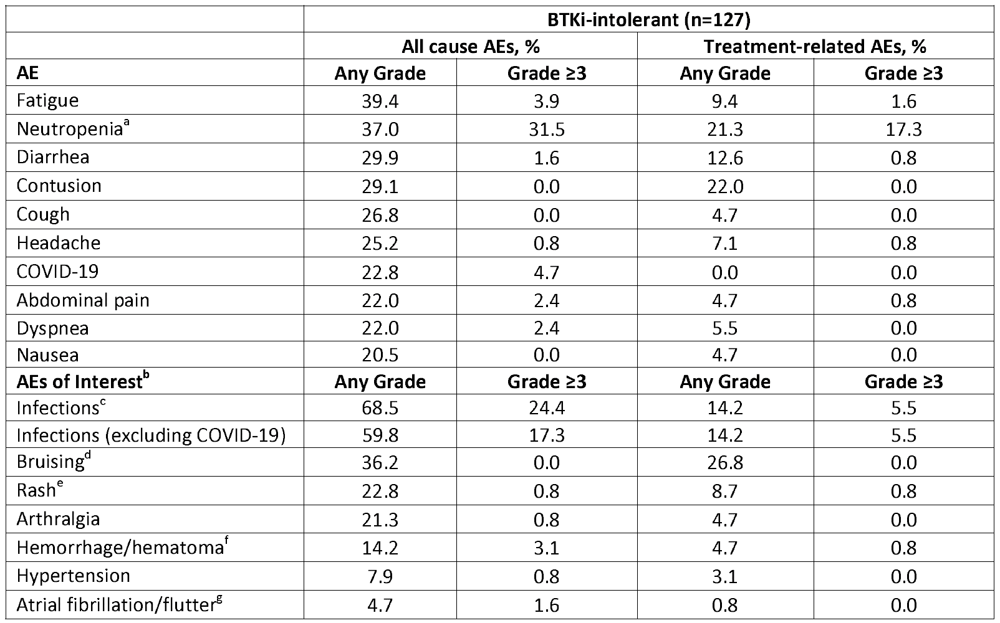 BTKi-intolerant (n=127)
All cause AEs, % Treatment-related AEs, %
AE Any Grade Grade ≥3 Any Grade Grade ≥3
Fatigue 39.4 3.9 9.4 1.6
Neutropeniaᵃ 37.0 31.5 21.3 17.3
Diarrhea 29.9 1.6 12.6 0.8
Contusion 29.1 0.0 22.0 0.0
Cough 26.8 0.0 4.7 0.0
Headache 25.2 0.8 7.1 0.8
COVID-19 22.8 4.7 0.0 0.0
Abdominal pain 22.0 2.4 4.7 0.8
Dyspnea 22.0 2.4 5.5 0.0
Nausea 20.5 0.0 4.7 0.0
AEs of Interestᵇ Any Grade Grade ≥3 Any Grade Grade ≥3
Infectionsᶜ 68.5 24.4 14.2 5.5
Infections (excluding COVID-19) 59.8 17.3 14.2 5.5
Bruisingᵈ 36.2 0.0 26.8 0.0
Rashᵉ 22.8 0.8 8.7 0.8
Arthralgia 21.3 0.8 4.7 0.0
Hemorrhage/hematomaᶠ 14.2 3.1 4.7 0.8
Hypertension 7.9 0.8 3.1 0.0
Atrial fibrillation/flutterᵍ 4.7 1.6 0.8 0.0